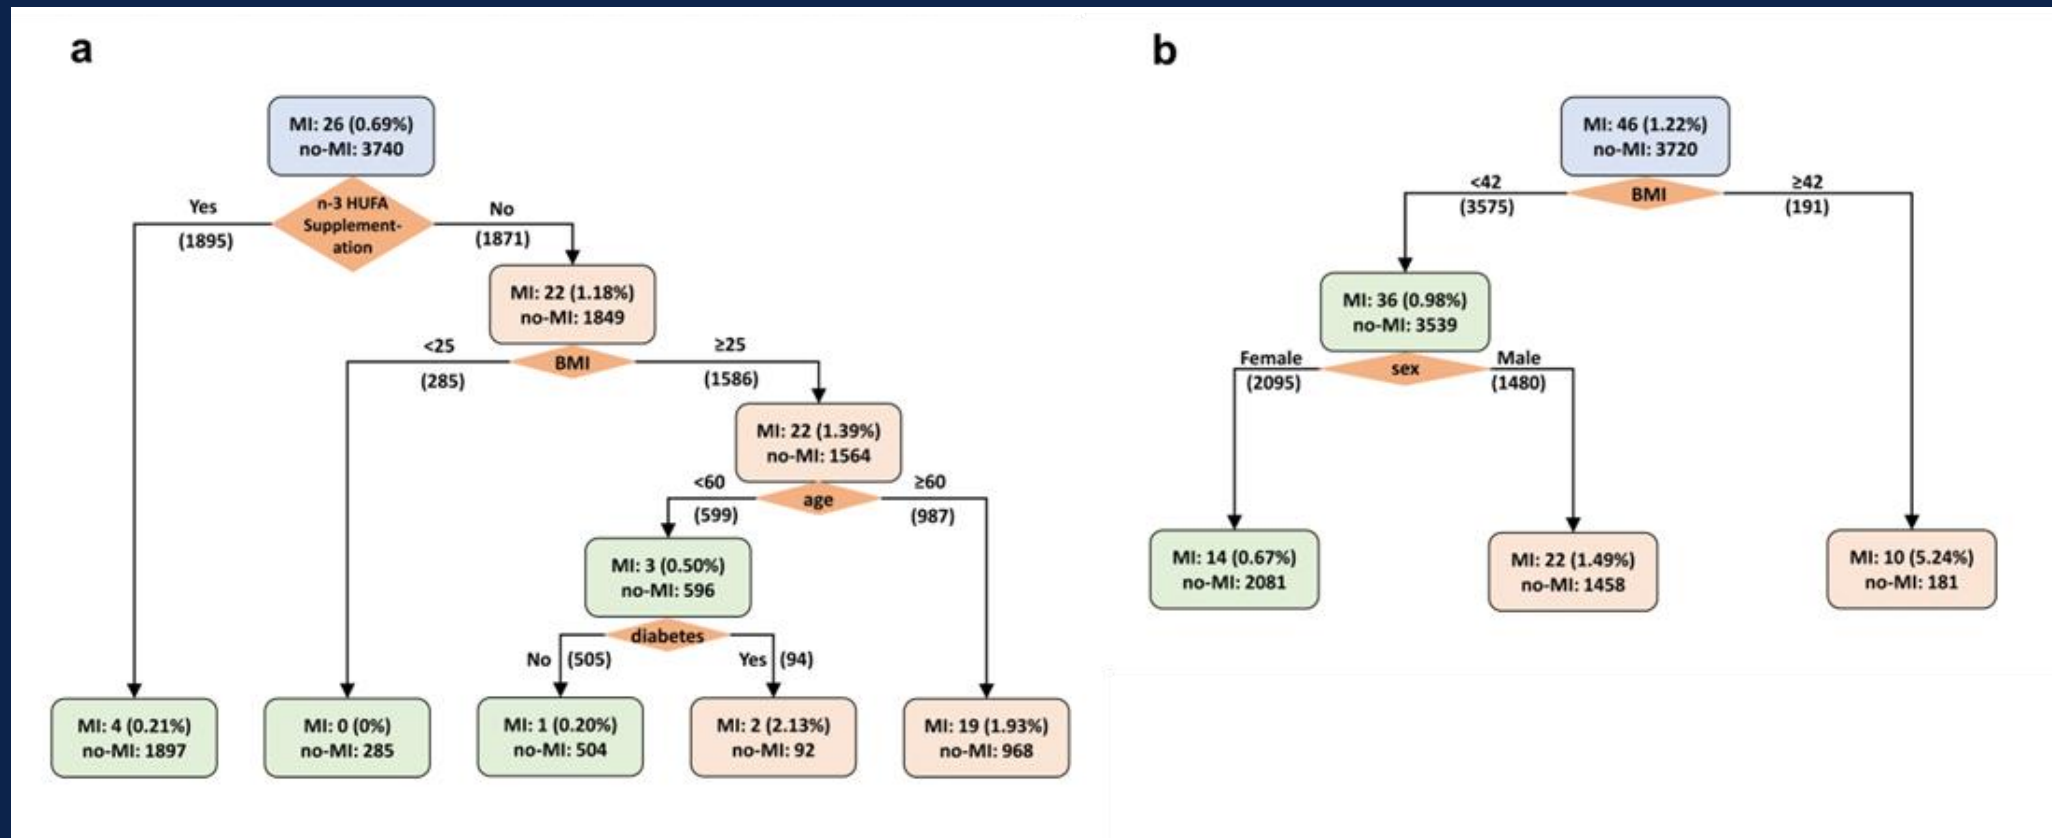 a
MI: 26 (0.69%)
no-MI: 3740
n-3 HUFA
Supplement-
ation
Yes
(1895)
No
(1871)
MI: 22 (1.18%)
no-MI: 1849
BMI
<25
(285)
≥25
(1586)
MI: 22 (1.39%)
no-MI: 1564
age
<60
(599)
≥60
(987)
MI: 3 (0.50%)
no-MI: 596
diabetes
No (505)
Yes (94)
MI: 4 (0.21%)
no-MI: 1897
MI: 0 (0%)
no-MI: 285
MI: 1 (0.20%)
no-MI: 504
MI: 2 (2.13%)
no-MI: 92
MI: 19 (1.93%)
no-MI: 968
b
MI: 46 (1.22%)
no-MI: 3720
BMI
<42
(3575)
≥42
(191)
MI: 36 (0.98%)
no-MI: 3539
sex
Female
(2095)
Male
(1480)
MI: 14 (0.67%)
no-MI: 2081
MI: 22 (1.49%)
no-MI: 1458
MI: 10 (5.24%)
no-MI: 181